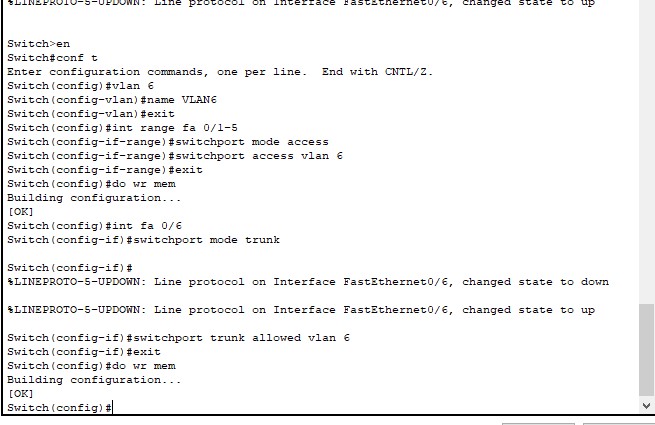 %LINEPROTO-5-UPDOWN: Line protocol on Interface FastEthernet0/6, changed state to up
Switch>en
Switch#conf t
Enter configuration commands, one per line.  End with CNTL/Z.
Switch(config)#vlan 6
Switch(config-vlan)#name VLAN6
Switch(config-vlan)#exit
Switch(config)#int range fa 0/1-5
Switch(config-if-range)#switchport mode access
Switch(config-if-range)#switchport access vlan 6
Switch(config-if-range)#exit
Switch(config)#do wr mem
Building configuration...
[OK]
Switch(config)#int fa 0/6
Switch(config-if)#switchport mode trunk
Switch(config-if)#
%LINEPROTO-5-UPDOWN: Line protocol on Interface FastEthernet0/6, changed state to down
%LINEPROTO-5-UPDOWN: Line protocol on Interface FastEthernet0/6, changed state to up
Switch(config-if)#switchport trunk allowed vlan 6
Switch(config-if)#exit
Switch(config)#do wr mem
Building configuration...
[OK]
Switch(config)#